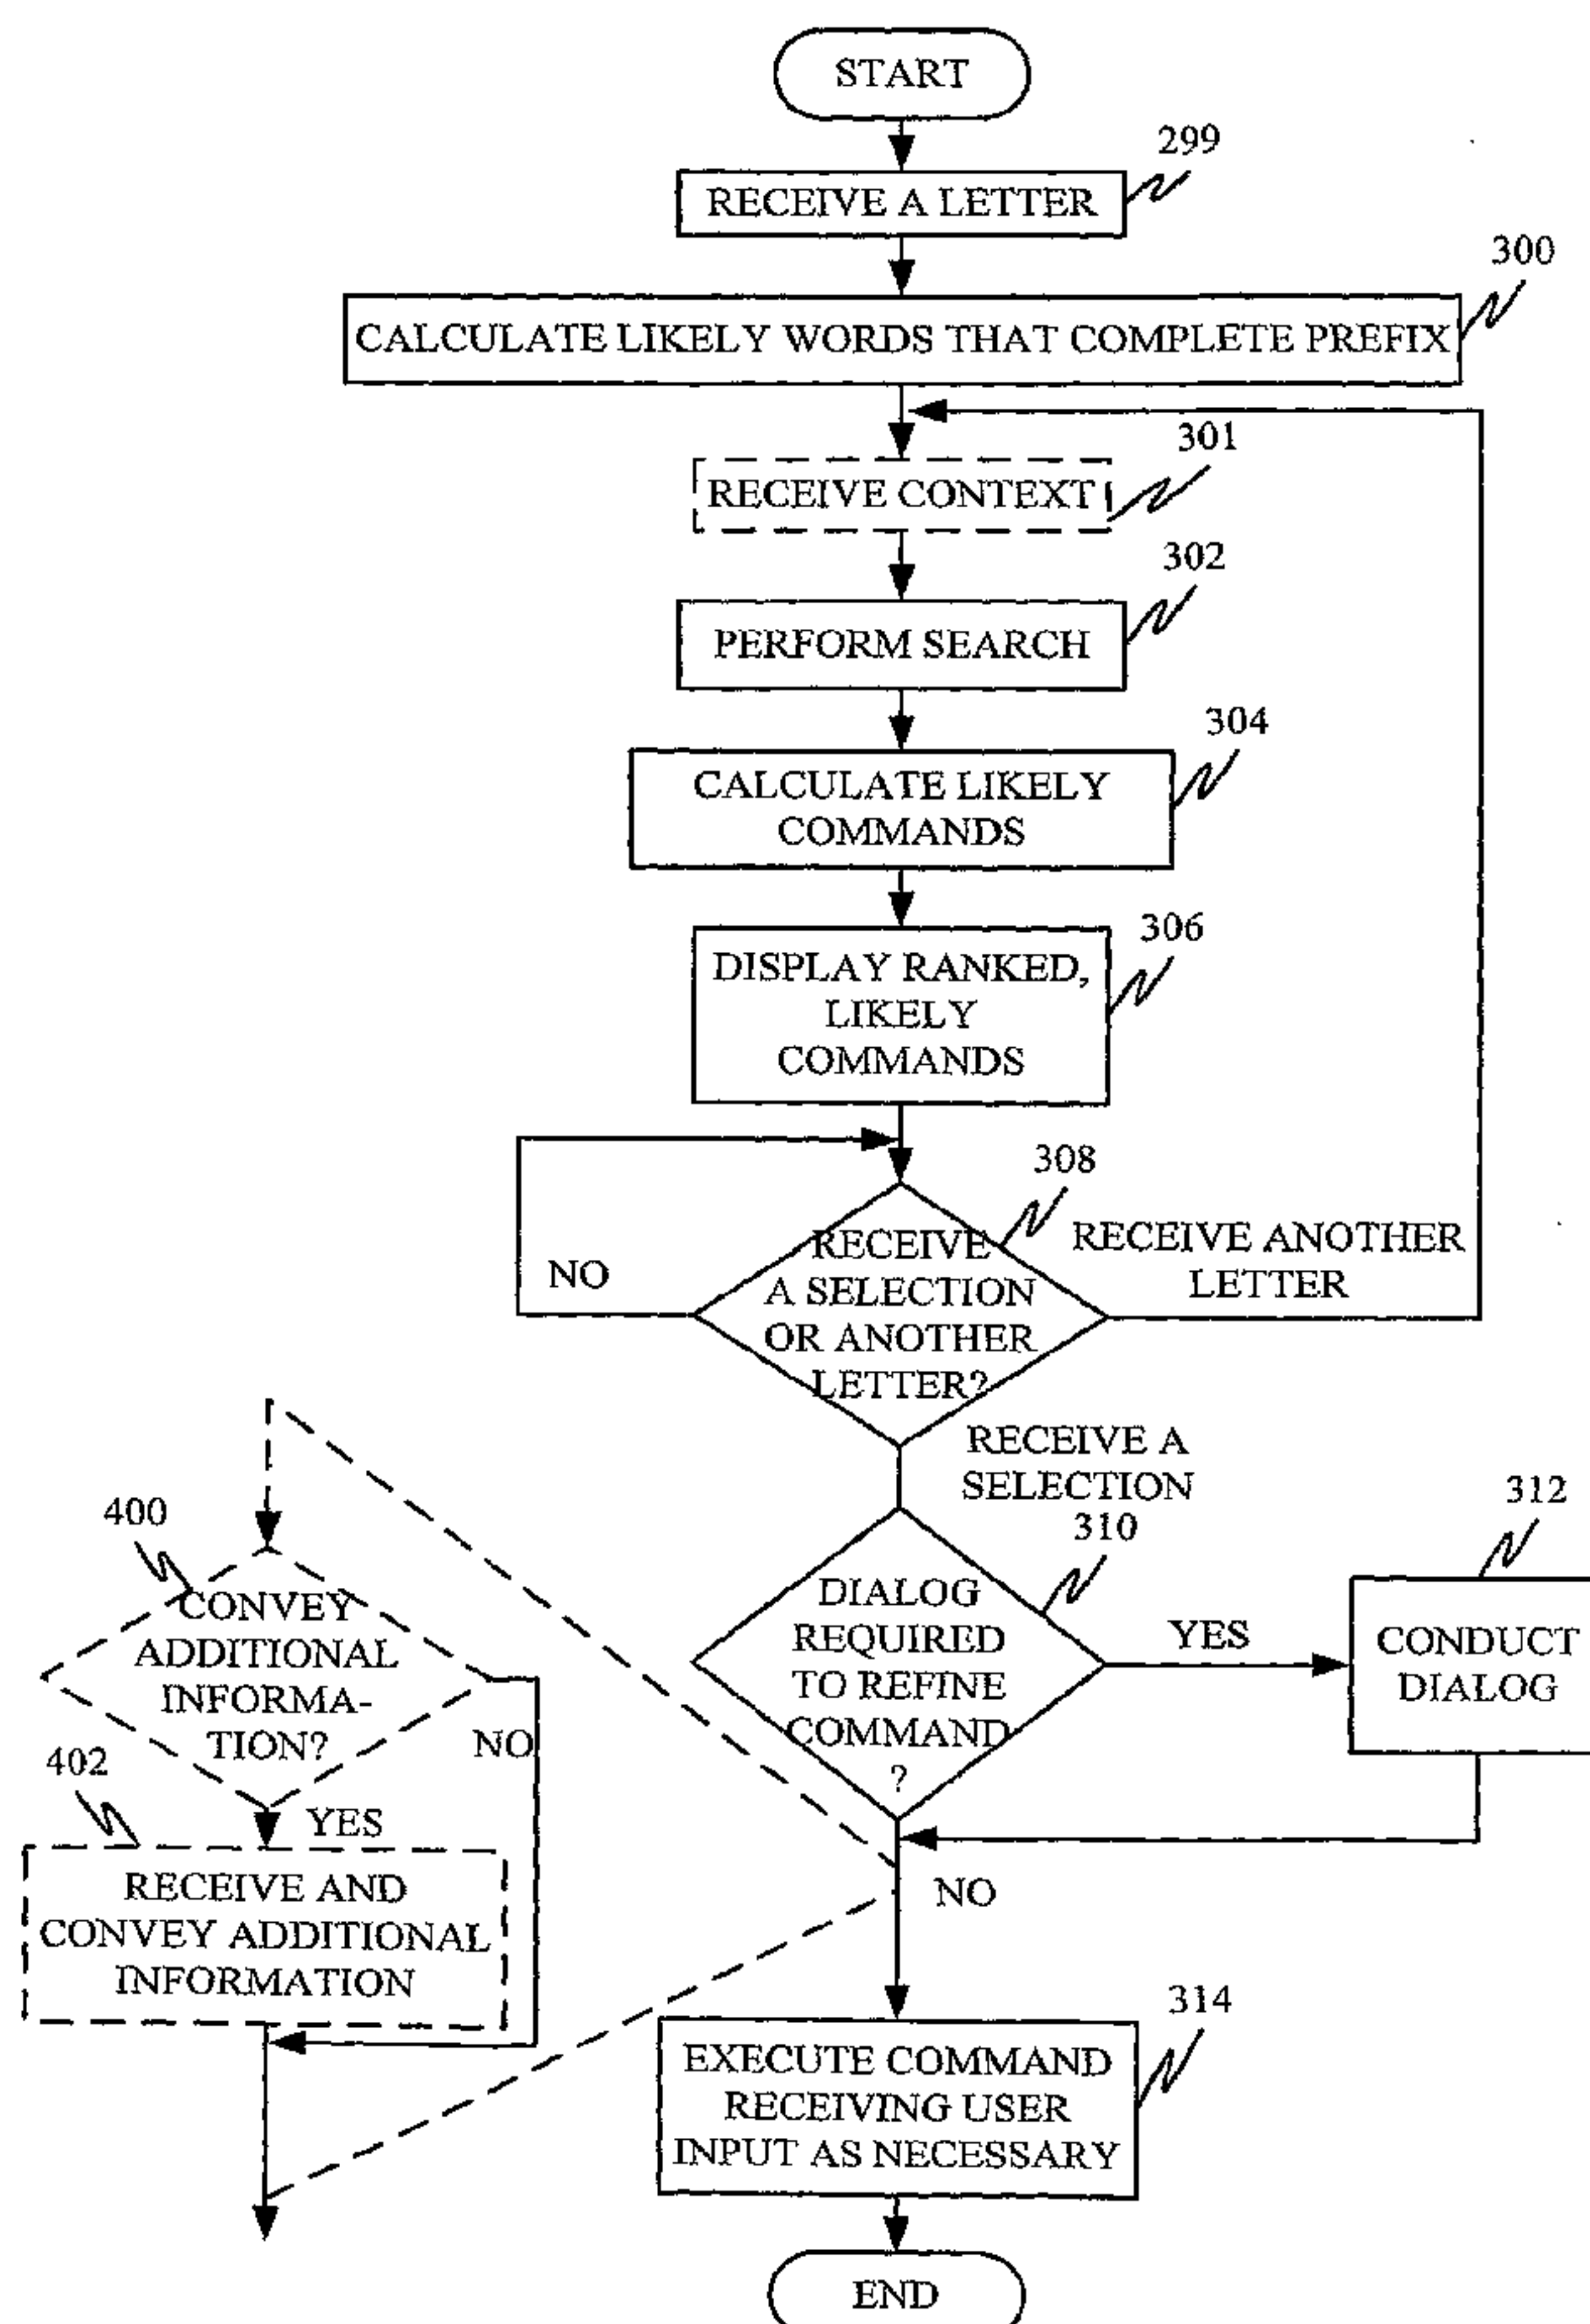 START
299
RECEIVE A LETTER
300
CALCULATE LIKELY WORDS THAT COMPLETE PREFIX
301
RECEIVE CONTEXT
302
PERFORM SEARCH
304
CALCULATE LIKELY
COMMANDS
306
DISPLAY RANKED,
LIKELY
COMMANDS
308
RECEIVE
A SELECTION
OR ANOTHER
LETTER?
NO
RECEIVE ANOTHER
LETTER
RECEIVE A
SELECTION
310
DIALOG
REQUIRED
TO REFINE
COMMAND
?
YES
312
CONDUCT
DIALOG
NO
400
CONVEY
ADDITIONAL
INFORMA-
TION?
NO
YES
402
RECEIVE AND
CONVEY ADDITIONAL
INFORMATION
314
EXECUTE COMMAND
RECEIVING USER
INPUT AS NECESSARY
END